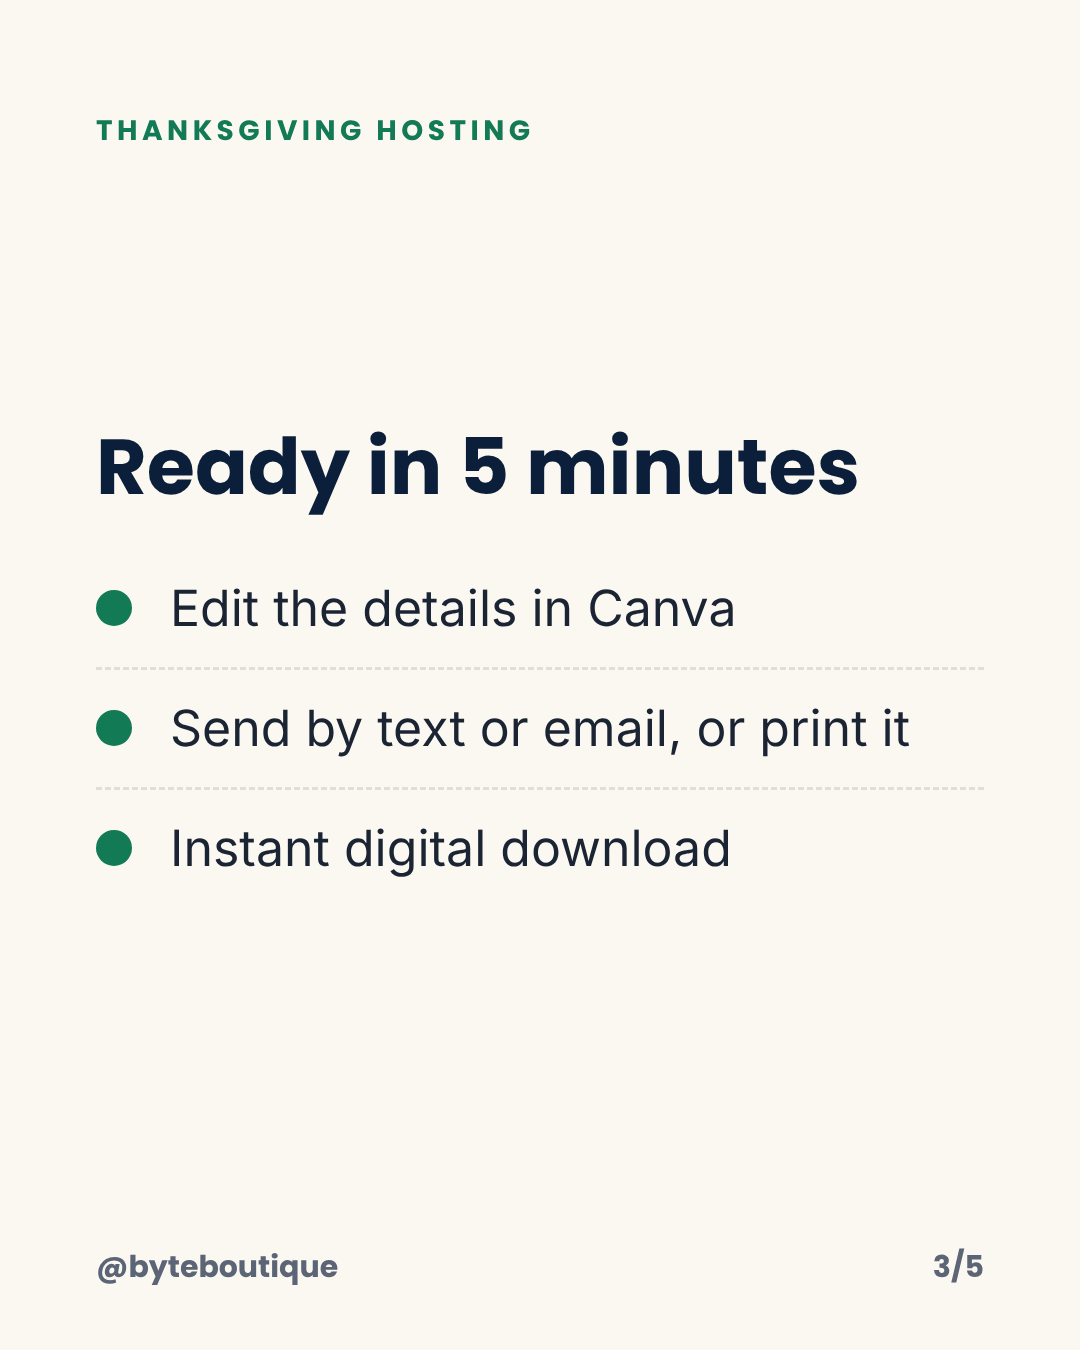 THANKSGIVING HOSTING
Ready in 5 minutes
Edit the details in Canva
Send by text or email, or print it
Instant digital download
@byteboutique
3/5